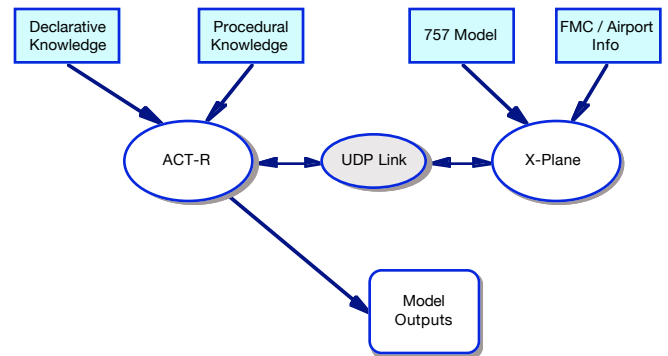 Declarative
Knowledge
Procedural
Knowledge
757 Model
FMC / Airport
Info
ACT-R
UDP Link
X-Plane
Model
Outputs